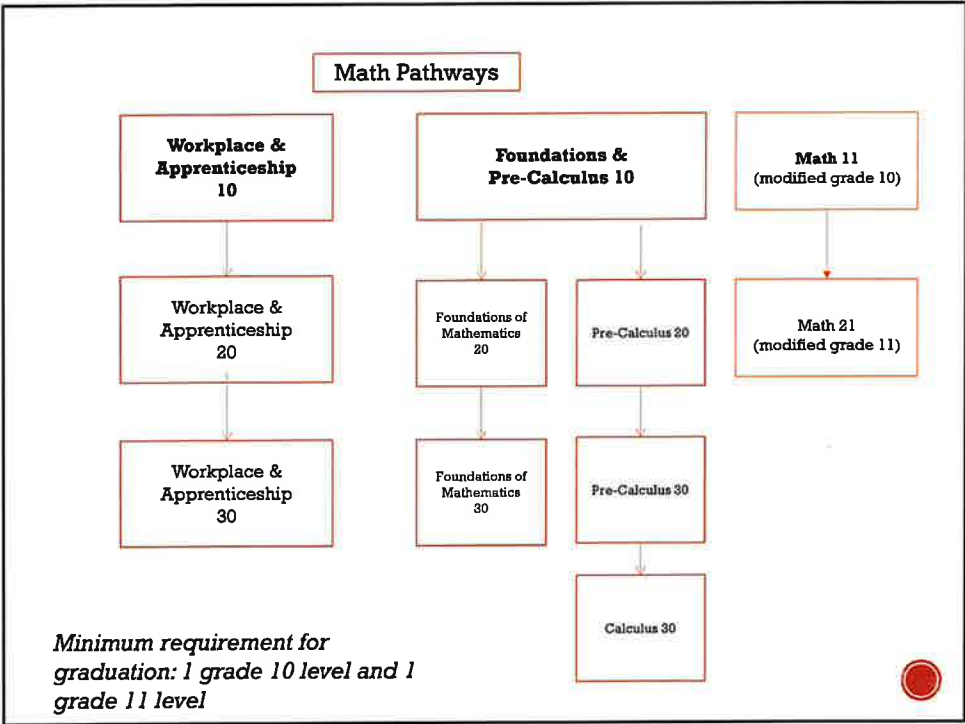 Math Pathways
Workplace &
Apprenticeship
10
Foundations &
Pre-Calculus 10
Math 11
(modified grade 10)
Workplace &
Apprenticeship
20
Foundations of
Mathematics
20
Pre-Calculus 20
Math 21
(modified grade 11)
Workplace &
Apprenticeship
30
Foundations of
Mathematics
30
Pre-Calculus 30
Calculus 30
Minimum requirement for
graduation: 1 grade 10 level and 1
grade 11 level